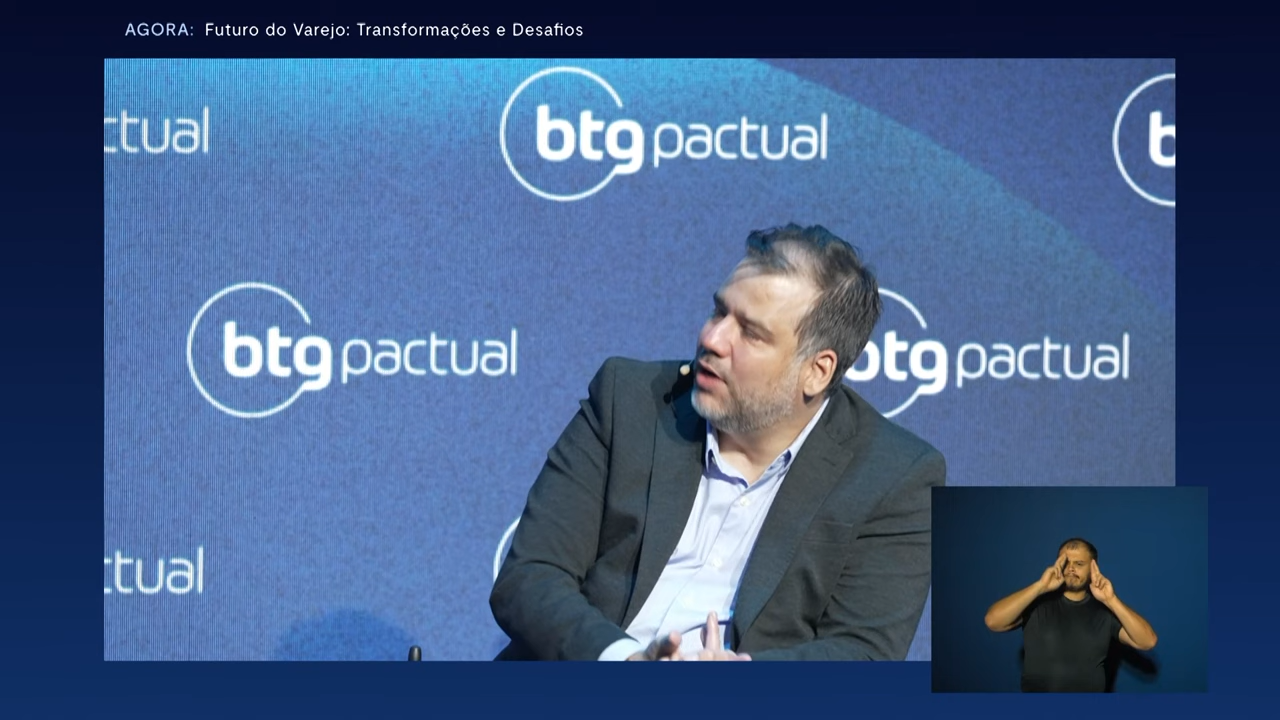 AGORA: Futuro do Varejo: Transformações e Desafios
ctual
btg pactual
b
btg pactual
btg pactual
ctual